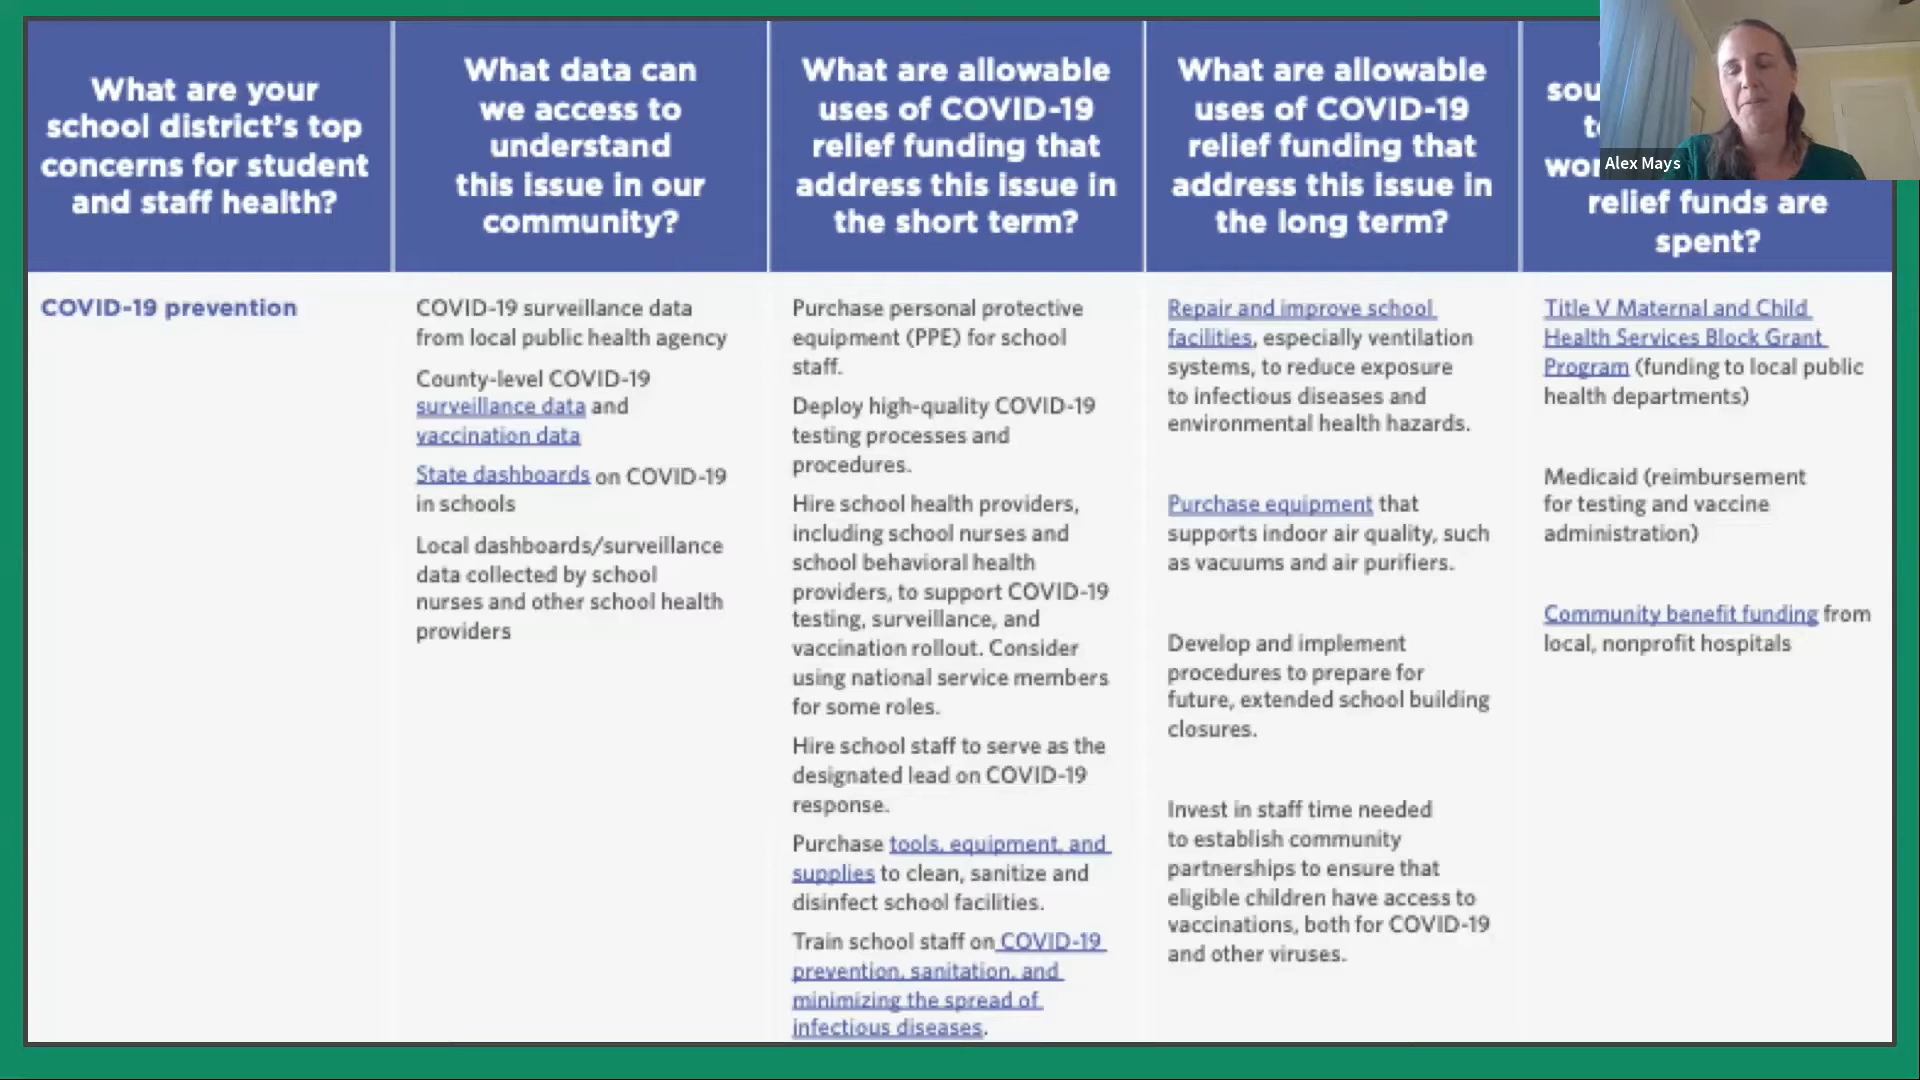 What are your
school district's top
concerns for student
and staff health?
What data can
we access to
understand
this issue in our
community?
What are allowable
uses of COVID-19
relief funding that
address this issue in
the short term?
What are allowable
uses of COVID-19
relief funding that
address this issue in
the long term?
relief funds are
spent?
Alex Mays
COVID-19 prevention
COVID-19 surveillance data
from local public health agency
County-level COVID-19
surveillance data and
vaccination data
State dashboards on COVID-19
in schools
Local dashboards/surveillance
data collected by school
nurses and other school health
providers
Purchase personal protective
equipment (PPE) for school
staff.
Deploy high-quality COVID-19
testing processes and
procedures.
Hire school health providers,
including school nurses and
school behavioral health
providers, to support COVID-19
testing, surveillance, and
vaccination rollout. Consider
using national service members
for some roles.
Hire school staff to serve as the
designated lead on COVID-19
response.
Purchase tools, equipment, and
supplies to clean, sanitize and
disinfect school facilities.
Train school staff on COVID-19
prevention, sanitation, and
minimizing the spread of
infectious diseases.
Repair and improve school
facilities, especially ventilation
systems, to reduce exposure
to infectious diseases and
environmental health hazards.
Purchase equipment that
supports indoor air quality, such
as vacuums and air purifiers.
Develop and implement
procedures to prepare for
future, extended school building
closures.
Invest in staff time needed
to establish community
partnerships to ensure that
eligible children have access to
vaccinations, both for COVID-19
and other viruses.
Title V Maternal and Child
Health Services Block Grant
Program (funding to local public
health departments)
Medicaid (reimbursement
for testing and vaccine
administration)
Community benefit funding from
local, nonprofit hospitals